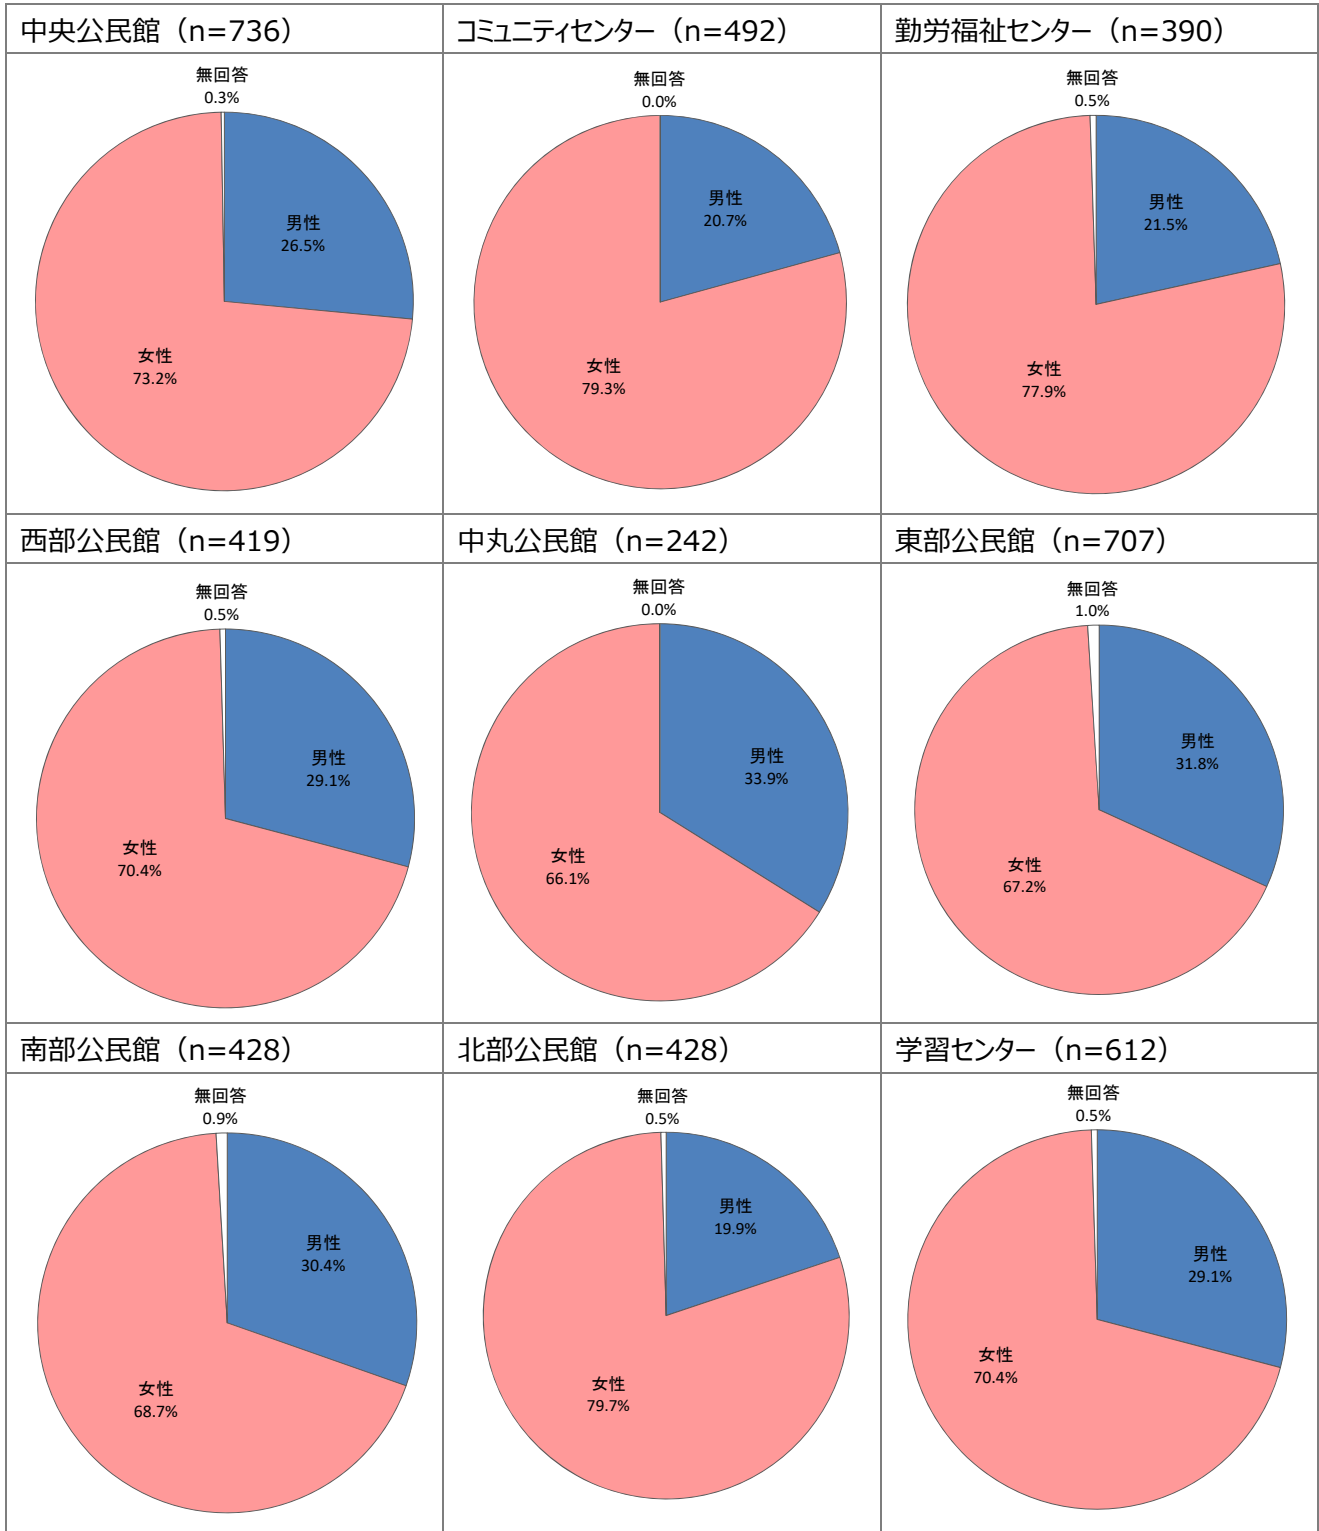 中央公民館（n=736）
コミュニティセンター（n=492）
勤労福祉センター（n=390）
無回答
0.3%
男性
26.5%
女性
73.2%
無回答
0.0%
男性
20.7%
女性
79.3%
無回答
0.5%
男性
21.5%
女性
77.9%
西部公民館（n=419）
中丸公民館（n=242）
東部公民館（n=707）
無回答
0.5%
男性
29.1%
女性
70.4%
無回答
0.0%
男性
33.9%
女性
66.1%
無回答
1.0%
男性
31.8%
女性
67.2%
南部公民館（n=428）
北部公民館（n=428）
学習センター（n=612）
無回答
0.9%
男性
30.4%
女性
68.7%
無回答
0.5%
男性
19.9%
女性
79.7%
無回答
0.5%
男性
29.1%
女性
70.4%